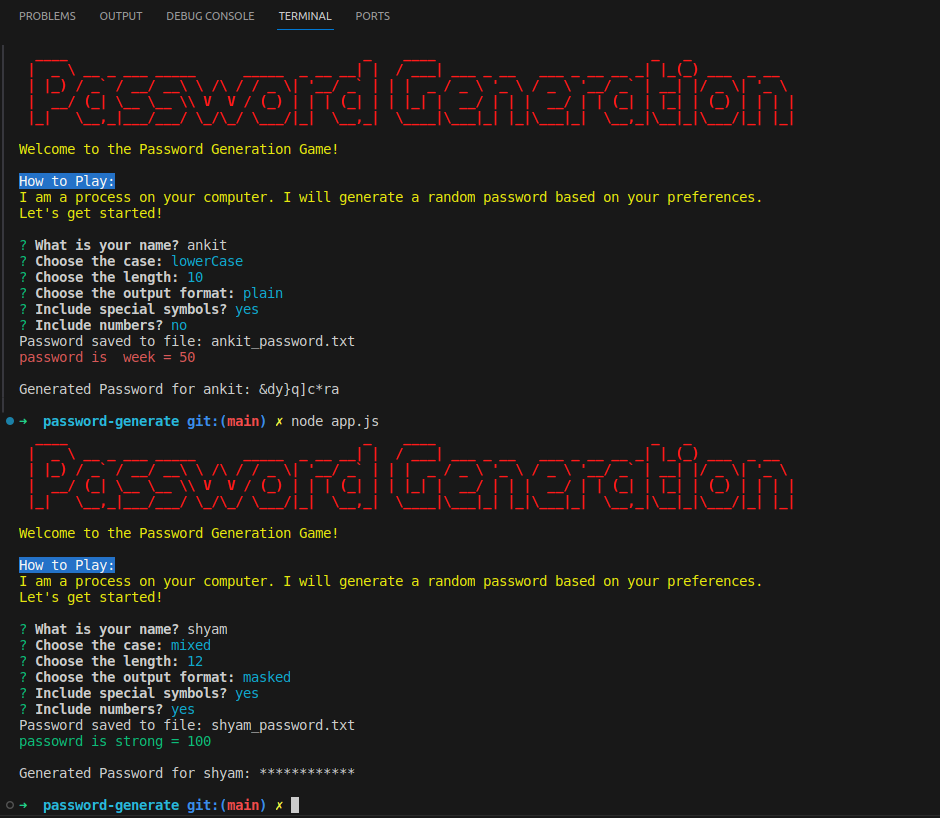 PROBLEMS OUTPUT DEBUG CONSOLE TERMINAL PORTS
Password Generation
Welcome to the Password Generation Game!
How to Play:
I am a process on your computer. I will generate a random password based on your preferences.
Let's get started!
? What is your name? ankit
? Choose the case: lowerCase
? Choose the length: 10
? Choose the output format: plain
? Include special symbols? yes
? Include numbers? no
Password saved to file: ankit_password.txt
password is  week = 50
Generated Password for ankit: &dy}q]c*ra
➜  password-generate git:(main) ✗ node app.js
Password Generation
Welcome to the Password Generation Game!
How to Play:
I am a process on your computer. I will generate a random password based on your preferences.
Let's get started!
? What is your name? shyam
? Choose the case: mixed
? Choose the length: 12
? Choose the output format: masked
? Include special symbols? yes
? Include numbers? yes
Password saved to file: shyam_password.txt
passowrd is strong = 100
Generated Password for shyam: ************
➜  password-generate git:(main) ✗